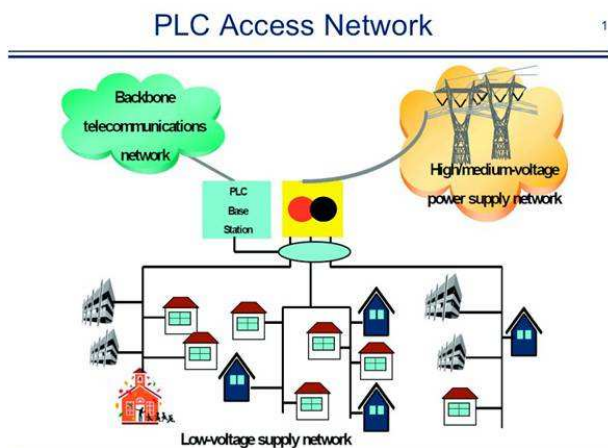 PLC Access Network
1
Backbone
telecommunications
network
High/medium-voltage
power supply network
PLC
Base
Station
Low-voltage supply network